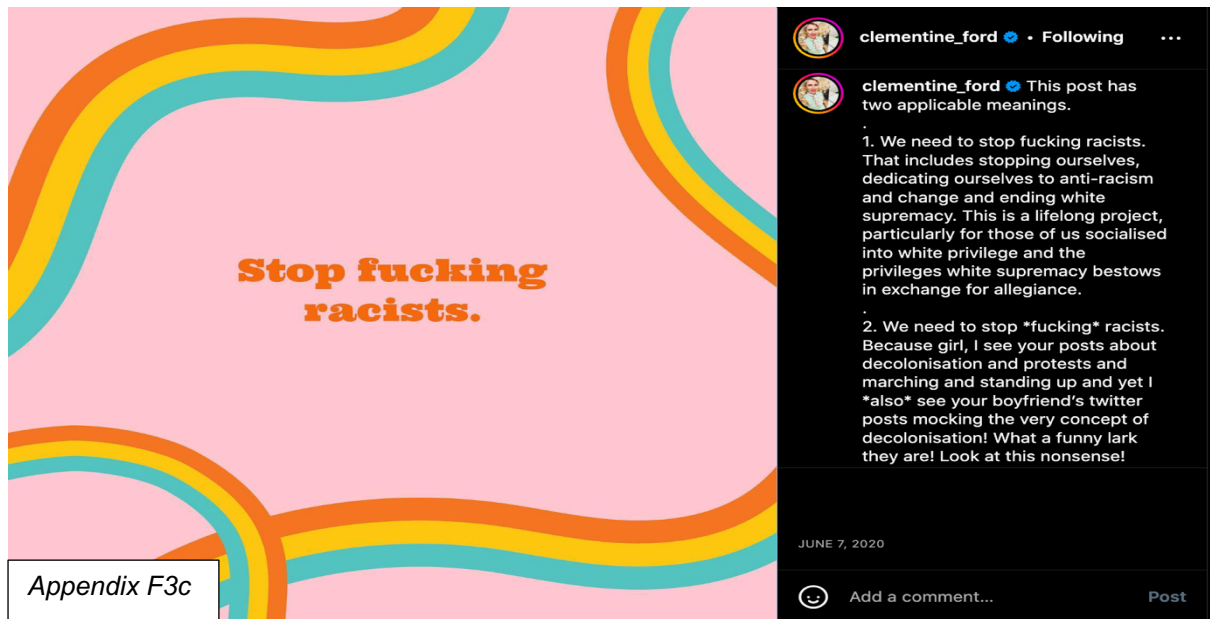 Stop fucking
racists.
Appendix F3c
clementine_ford • Following
clementine_ford This post has
two applicable meanings.
.
1. We need to stop fucking racists.
That includes stopping ourselves,
dedicating ourselves to anti-racism
and change and ending white
supremacy. This is a lifelong project,
particularly for those of us socialised
into white privilege and the
privileges white supremacy bestows
in exchange for allegiance.
.
2. We need to stop *fucking* racists.
Because girl, I see your posts about
decolonisation and protests and
marching and standing up and yet I
*also* see your boyfriend's twitter
posts mocking the very concept of
decolonisation! What a funny lark
they are! Look at this nonsense!
JUNE 7, 2020
Add a comment...
Post